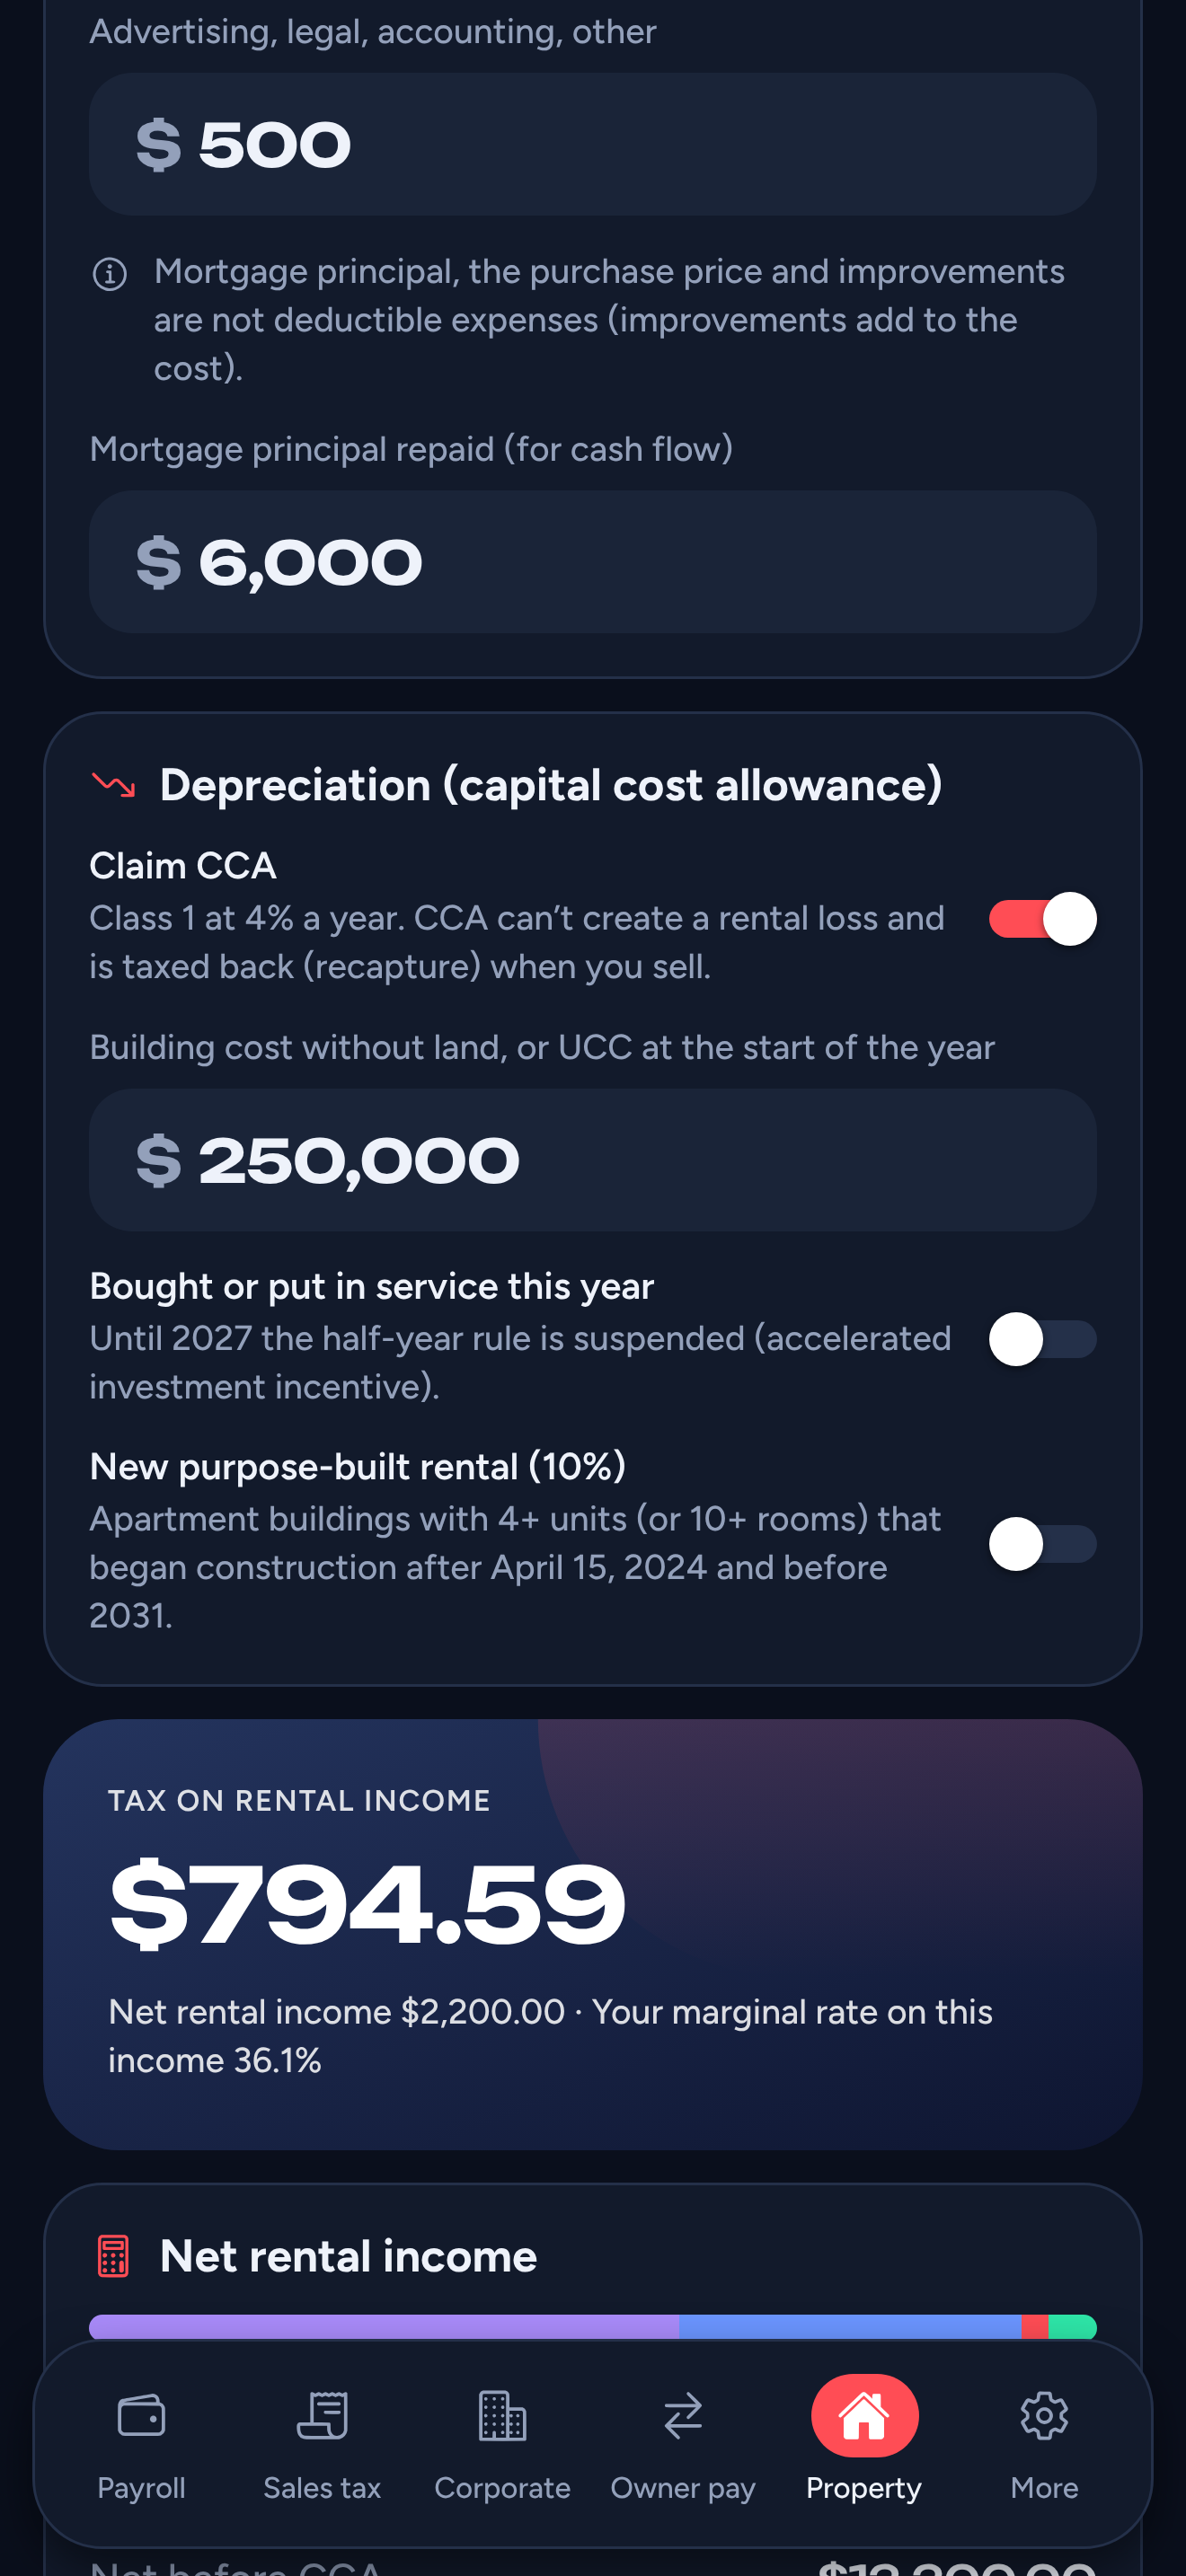 Advertising, legal, accounting, other
$ 500
Mortgage principal, the purchase price and improvements
are not deductible expenses (improvements add to the
cost).
Mortgage principal repaid (for cash flow)
$ 6,000
Depreciation (capital cost allowance)
Claim CCA
Class 1 at 4% a year. CCA can’t create a rental loss and
is taxed back (recapture) when you sell.
Building cost without land, or UCC at the start of the year
$ 250,000
Bought or put in service this year
Until 2027 the half-year rule is suspended (accelerated
investment incentive).
New purpose-built rental (10%)
Apartment buildings with 4+ units (or 10+ rooms) that
began construction after April 15, 2024 and before
2031.
TAX ON RENTAL INCOME
$794.59
Net rental income $2,200.00 · Your marginal rate on this
income 36.1%
Net rental income
Payroll
Sales tax
Corporate
Owner pay
Property
More
Net before CCA